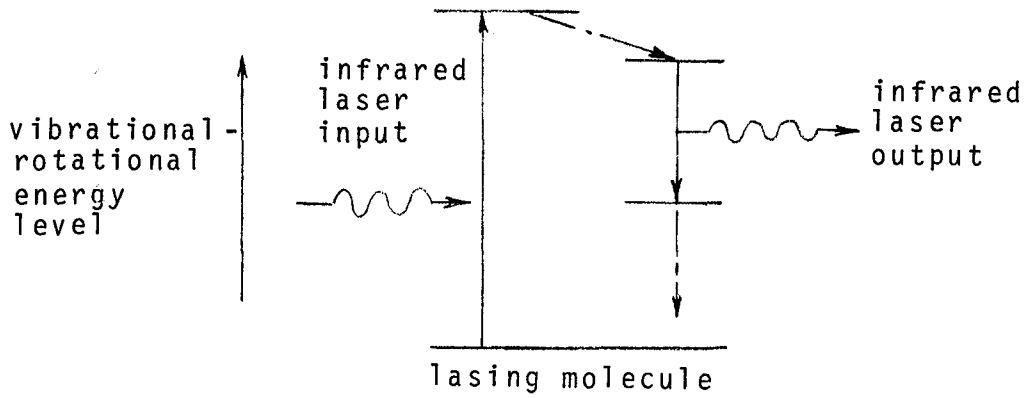 vibrational-
rotational
energy
level
infrared
laser
input
infrared
laser
output
lasing molecule